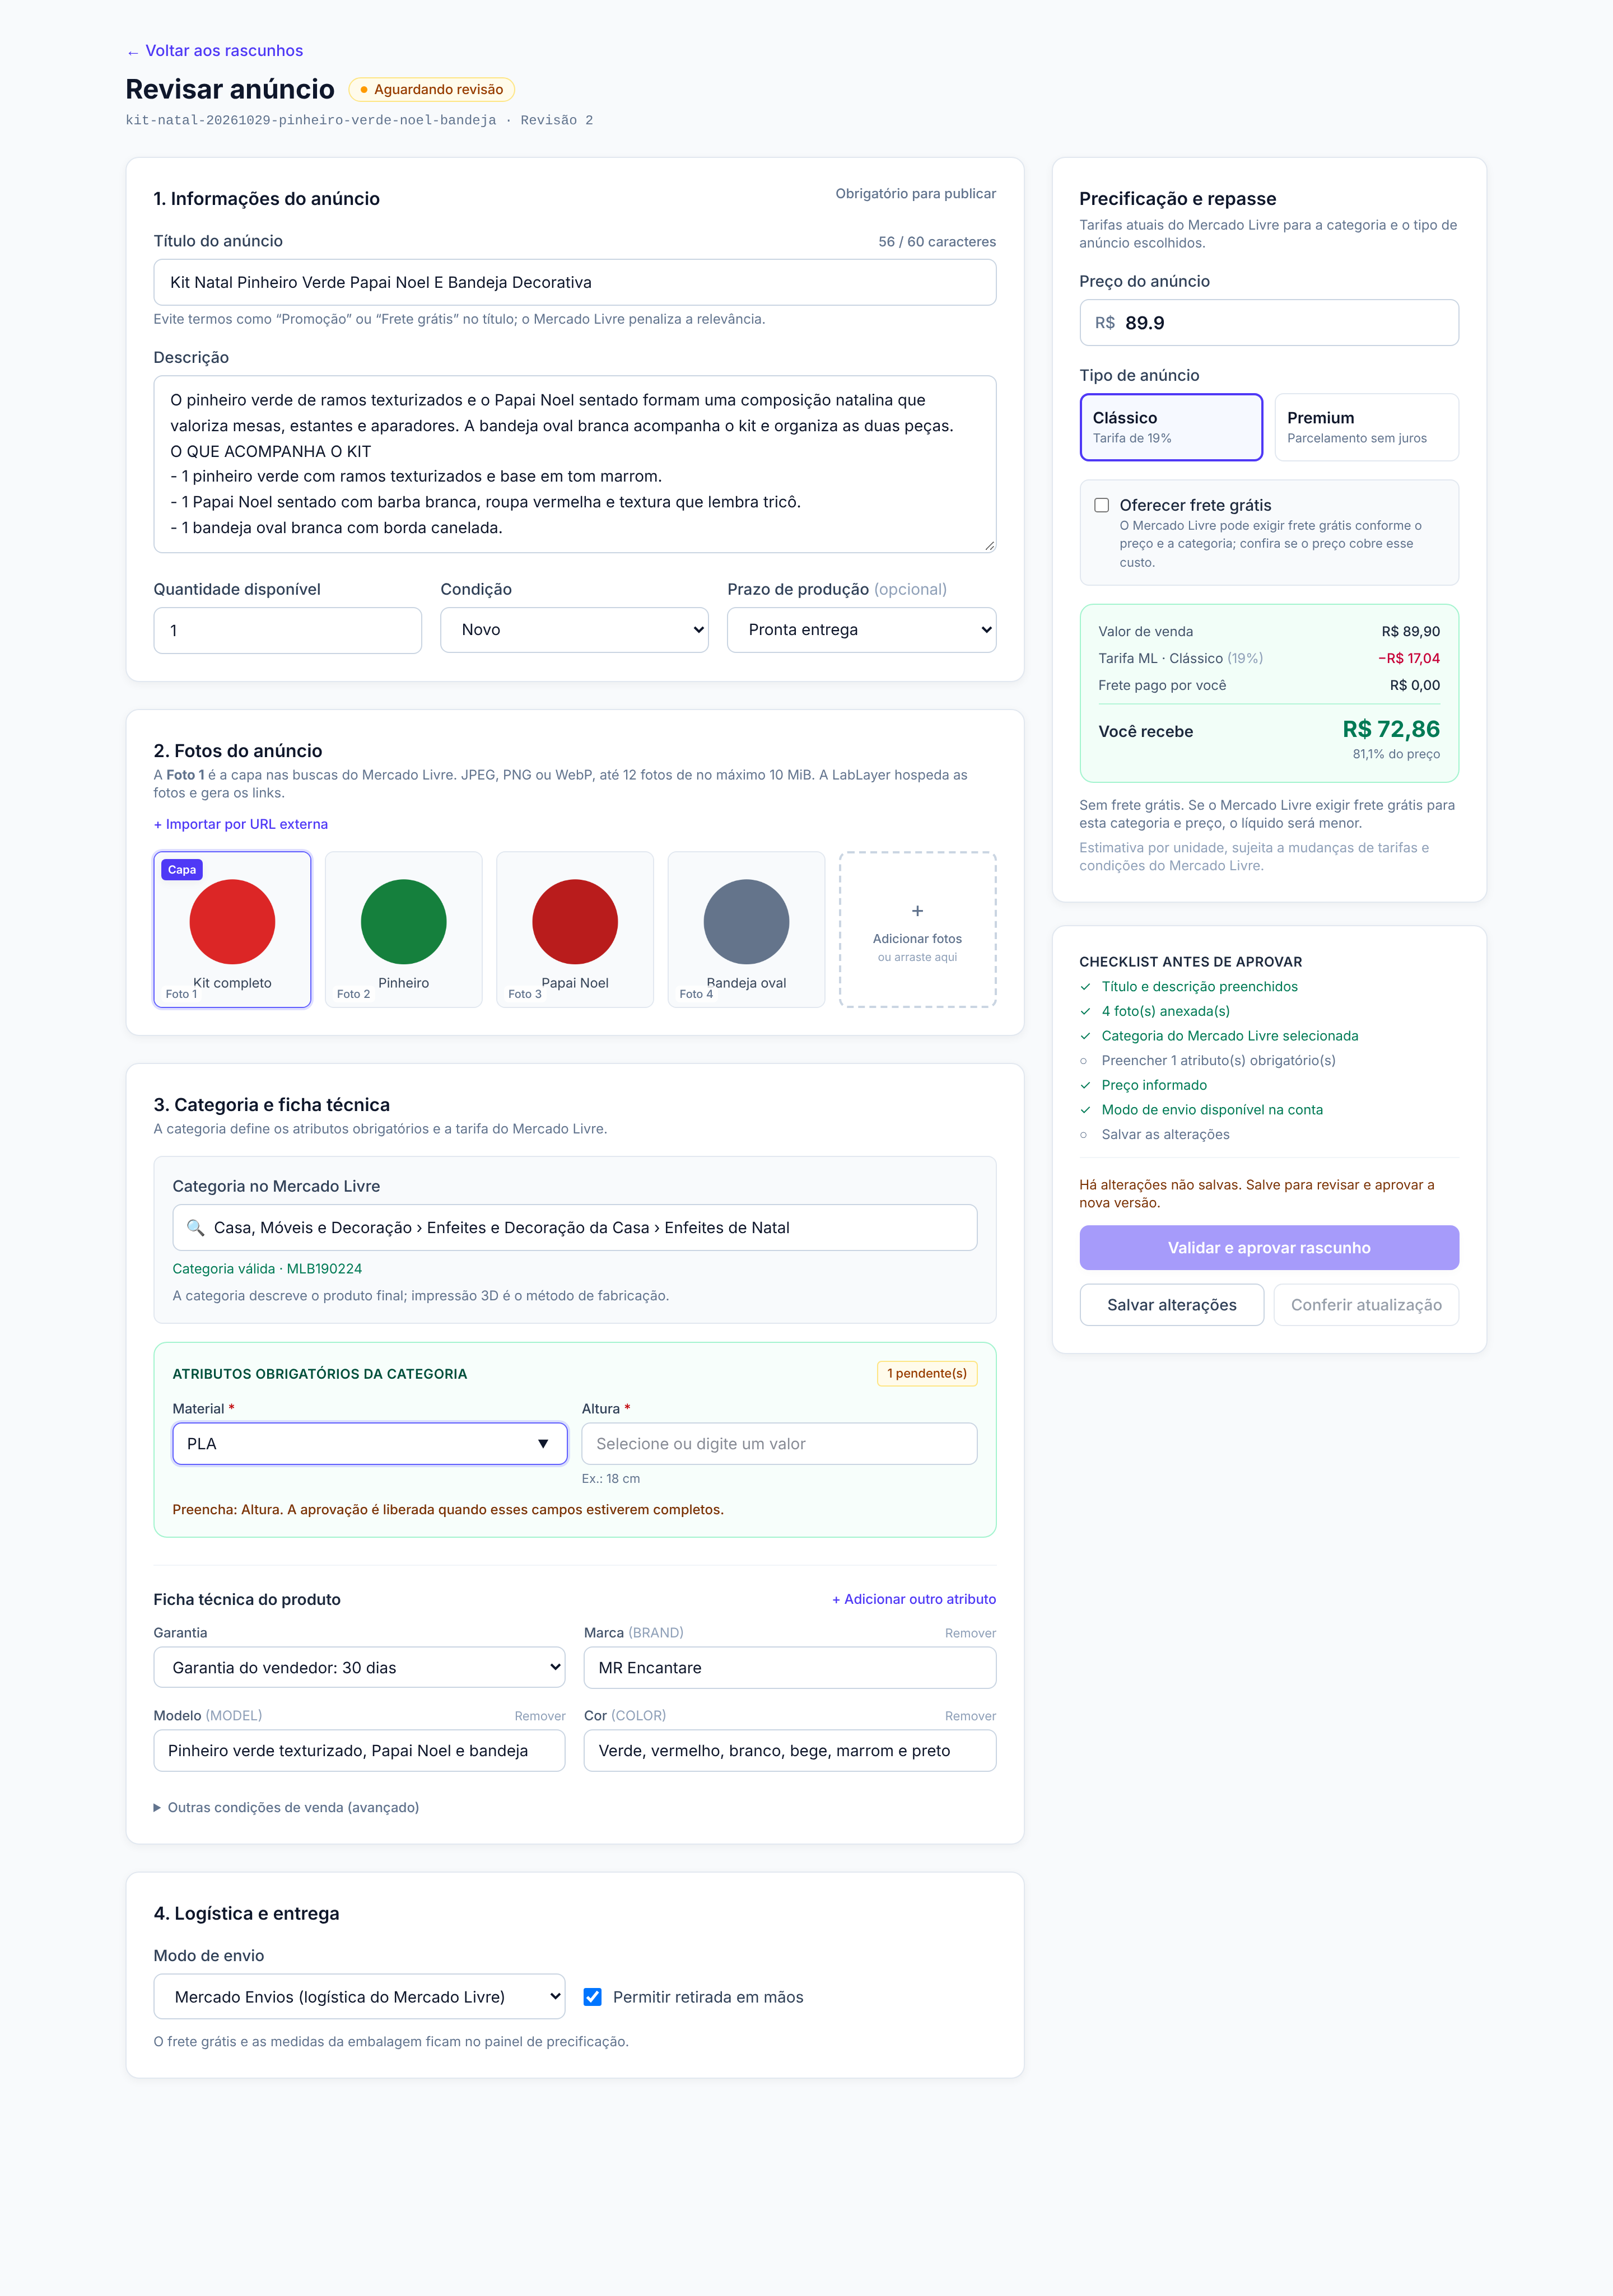 ← Voltar aos rascunhos
Revisar anúncio
Aguardando revisão
kit-natal-20261029-pinheiro-verde-noel-bandeja · Revisão 2
1. Informações do anúncio
Obrigatório para publicar
Título do anúncio
56 / 60 caracteres
Kit Natal Pinheiro Verde Papai Noel E Bandeja Decorativa
Evite termos como “Promoção” ou “Frete grátis” no título; o Mercado Livre penaliza a relevância.
Descrição
O pinheiro verde de ramos texturizados e o Papai Noel sentado formam uma composição natalina que
valoriza mesas, estantes e aparadores. A bandeja oval branca acompanha o kit e organiza as duas peças.
O QUE ACOMPANHA O KIT
- 1 pinheiro verde com ramos texturizados e base em tom marrom.
- 1 Papai Noel sentado com barba branca, roupa vermelha e textura que lembra tricô.
- 1 bandeja oval branca com borda canelada.
Quantidade disponível
Condição
Prazo de produção (opcional)
1
Novo
Pronta entrega
2. Fotos do anúncio
A Foto 1 é a capa nas buscas do Mercado Livre. JPEG, PNG ou WebP, até 12 fotos de no máximo 10 MiB. A LabLayer hospeda as
fotos e gera os links.
+ Importar por URL externa
Capa
Kit completo
Foto 1
Pinheiro
Foto 2
Papai Noel
Foto 3
Bandeja oval
Foto 4
+
Adicionar fotos
ou arraste aqui
3. Categoria e ficha técnica
A categoria define os atributos obrigatórios e a tarifa do Mercado Livre.
Categoria no Mercado Livre
🔍 Casa, Móveis e Decoração › Enfeites e Decoração da Casa › Enfeites de Natal
Categoria válida · MLB190224
A categoria descreve o produto final; impressão 3D é o método de fabricação.
ATRIBUTOS OBRIGATÓRIOS DA CATEGORIA
1 pendente(s)
Material *
Altura *
PLA
Selecione ou digite um valor
Ex.: 18 cm
Preencha: Altura. A aprovação é liberada quando esses campos estiverem completos.
Ficha técnica do produto
+ Adicionar outro atributo
Garantia
Marca (BRAND)
Remover
Garantia do vendedor: 30 dias
MR Encantare
Modelo (MODEL)
Remover
Cor (COLOR)
Remover
Pinheiro verde texturizado, Papai Noel e bandeja
Verde, vermelho, branco, bege, marrom e preto
▶ Outras condições de venda (avançado)
4. Logística e entrega
Modo de envio
Mercado Envios (logística do Mercado Livre)
Permitir retirada em mãos
O frete grátis e as medidas da embalagem ficam no painel de precificação.
Precificação e repasse
Tarifas atuais do Mercado Livre para a categoria e o tipo de
anúncio escolhidos.
Preço do anúncio
R$ 89.9
Tipo de anúncio
Clássico
Tarifa de 19%
Premium
Parcelamento sem juros
Oferecer frete grátis
O Mercado Livre pode exigir frete grátis conforme o
preço e a categoria; confira se o preço cobre esse
custo.
Valor de venda
R$ 89,90
Tarifa ML · Clássico (19%)
−R$ 17,04
Frete pago por você
R$ 0,00
Você recebe
R$ 72,86
81,1% do preço
Sem frete grátis. Se o Mercado Livre exigir frete grátis para
esta categoria e preço, o líquido será menor.
Estimativa por unidade, sujeita a mudanças de tarifas e
condições do Mercado Livre.
CHECKLIST ANTES DE APROVAR
✓ Título e descrição preenchidos
✓ 4 foto(s) anexada(s)
✓ Categoria do Mercado Livre selecionada
○ Preencher 1 atributo(s) obrigatório(s)
✓ Preço informado
✓ Modo de envio disponível na conta
○ Salvar as alterações
Há alterações não salvas. Salve para revisar e aprovar a
nova versão.
Validar e aprovar rascunho
Salvar alterações
Conferir atualização